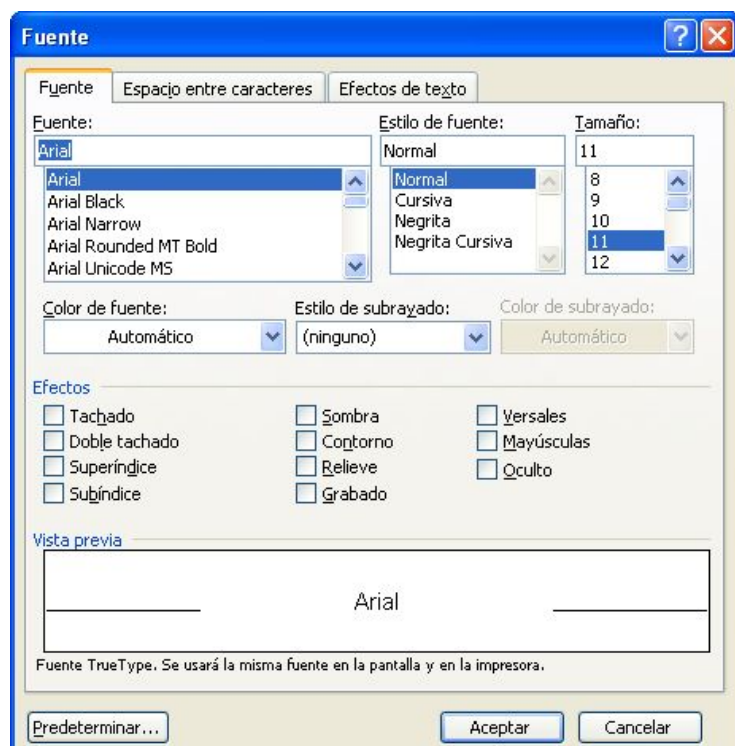 Fuente
Fuente Espacio entre caracteres Efectos de texto
Fuente: Estilo de fuente: Tamaño:
Arial Normal 11
Arial Normal 8
Arial Black Cursiva 9
Arial Narrow Negrita 10
Arial Rounded MT Bold Negrita Cursiva 11
Arial Unicode MS 12
Color de fuente: Estilo de subrayado: Color de subrayado:
Automático (ninguno) Automático
Efectos
Tachado Sombra Versales
Doble tachado Contorno Mayúsculas
Superíndice Relieve Oculto
Subíndice Grabado
Vista previa
Arial
Fuente TrueType. Se usará la misma fuente en la pantalla y en la impresora.
Predeterminar... Aceptar Cancelar